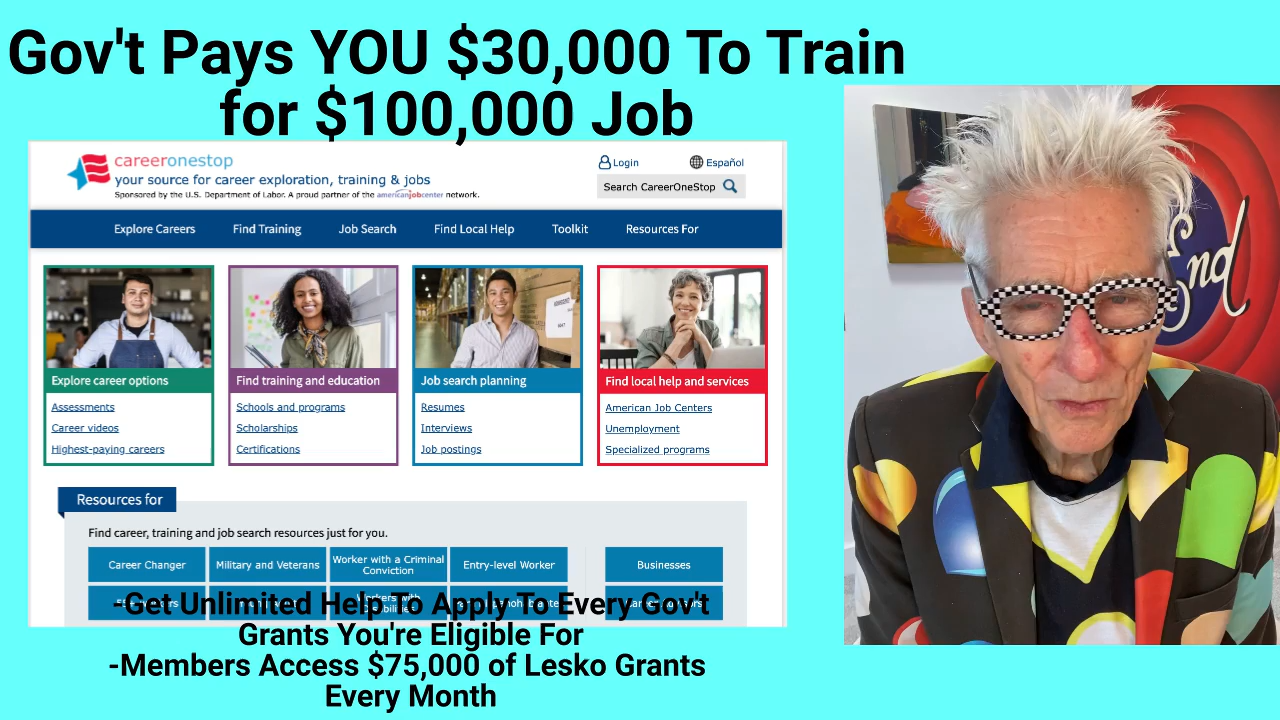 Gov't Pays YOU $30,000 To Train
for $100,000 Job
careeronestop
your source for career exploration, training & jobs
Sponsored by the U.S. Department of Labor. A proud partner of the americanjobcenter network.
Login
Español
Search CareerOneStop
Explore Careers
Find Training
Job Search
Find Local Help
Toolkit
Resources For
Explore career options
Assessments
Career videos
Highest-paying careers
Find training and education
Schools and programs
Scholarships
Certifications
Job search planning
Resumes
Interviews
Job postings
Find local help and services
American Job Centers
Unemployment
Specialized programs
Resources for
Find career, training and job search resources just for you.
Career Changer
Military and Veterans
Worker with a Criminal
Conviction
Entry-level Worker
Businesses
Workers with
-Get Unlimited Help to Apply To Every Gov't
Grants You're Eligible For
-Members Access $75,000 of Lesko Grants
Every Month
End